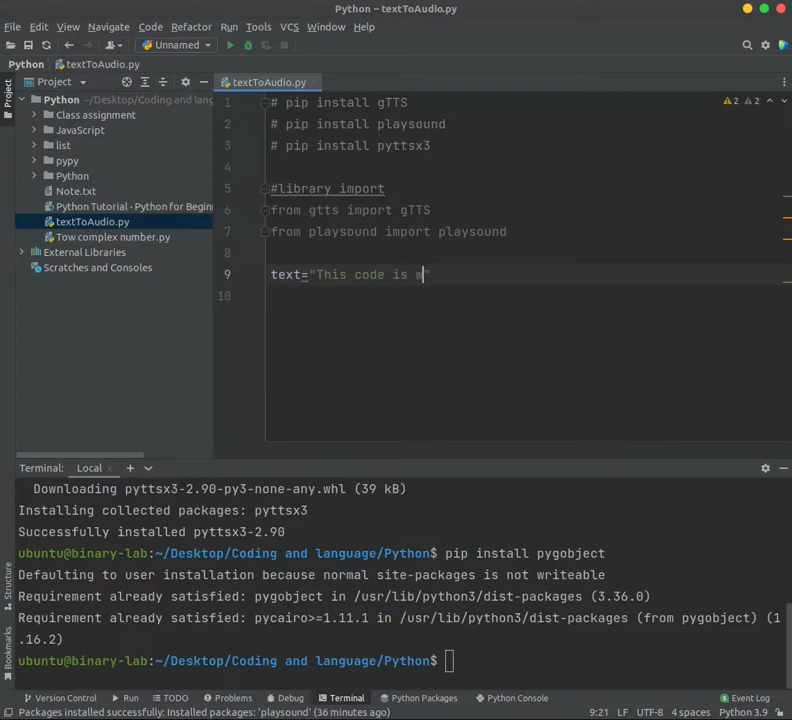 Python – textToAudio.py
File Edit View Navigate Code Refactor Run Tools VCS Window Help
Unnamed
Python textToAudio.py
Project
Project
textToAudio.py
Python ~/Desktop/Coding and lang
Class assignment
JavaScript
list
pypy
Python
Note.txt
Python Tutorial - Python for Beginn
textToAudio.py
Tow complex number.py
External Libraries
Scratches and Consoles
2 2
1 # pip install gTTS
2 # pip install playsound
3 # pip install pyttsx3
4
5 #library import
6 from gtts import gTTS
7 from playsound import playsound
8
9 text="This code is w"
10
Terminal: Local
Downloading pyttsx3-2.90-py3-none-any.whl (39 kB)
Installing collected packages: pyttsx3
Successfully installed pyttsx3-2.90
ubuntu@binary-lab:~/Desktop/Coding and language/Python$ pip install pygobject
Defaulting to user installation because normal site-packages is not writeable
Requirement already satisfied: pygobject in /usr/lib/python3/dist-packages (3.36.0)
Requirement already satisfied: pycairo>=1.11.1 in /usr/lib/python3/dist-packages (from pygobject) (1
.16.2)
ubuntu@binary-lab:~/Desktop/Coding and language/Python$
Structure
Bookmarks
Version Control Run TODO Problems Debug Terminal Python Packages Python Console Event Log
Packages installed successfully: Installed packages: 'playsound' (36 minutes ago) 9:21 LF UTF-8 4 spaces Python 3.9